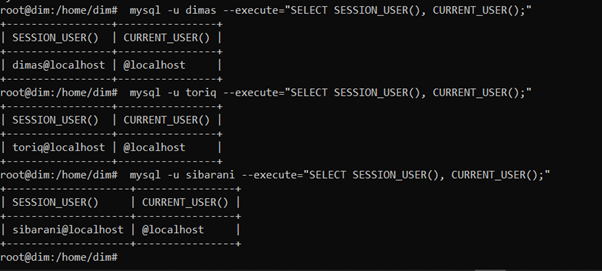 root@dim:/home/dim#  mysql -u dimas --execute="SELECT SESSION_USER(), CURRENT_USER();"
+-----------------+----------------+
| SESSION_USER()  | CURRENT_USER() |
+-----------------+----------------+
| dimas@localhost | @localhost     |
+-----------------+----------------+
root@dim:/home/dim#  mysql -u toriq --execute="SELECT SESSION_USER(), CURRENT_USER();"
+-----------------+----------------+
| SESSION_USER()  | CURRENT_USER() |
+-----------------+----------------+
| toriq@localhost | @localhost     |
+-----------------+----------------+
root@dim:/home/dim#  mysql -u sibarani --execute="SELECT SESSION_USER(), CURRENT_USER();"
+--------------------+----------------+
| SESSION_USER()     | CURRENT_USER() |
+--------------------+----------------+
| sibarani@localhost | @localhost     |
+--------------------+----------------+
root@dim:/home/dim#